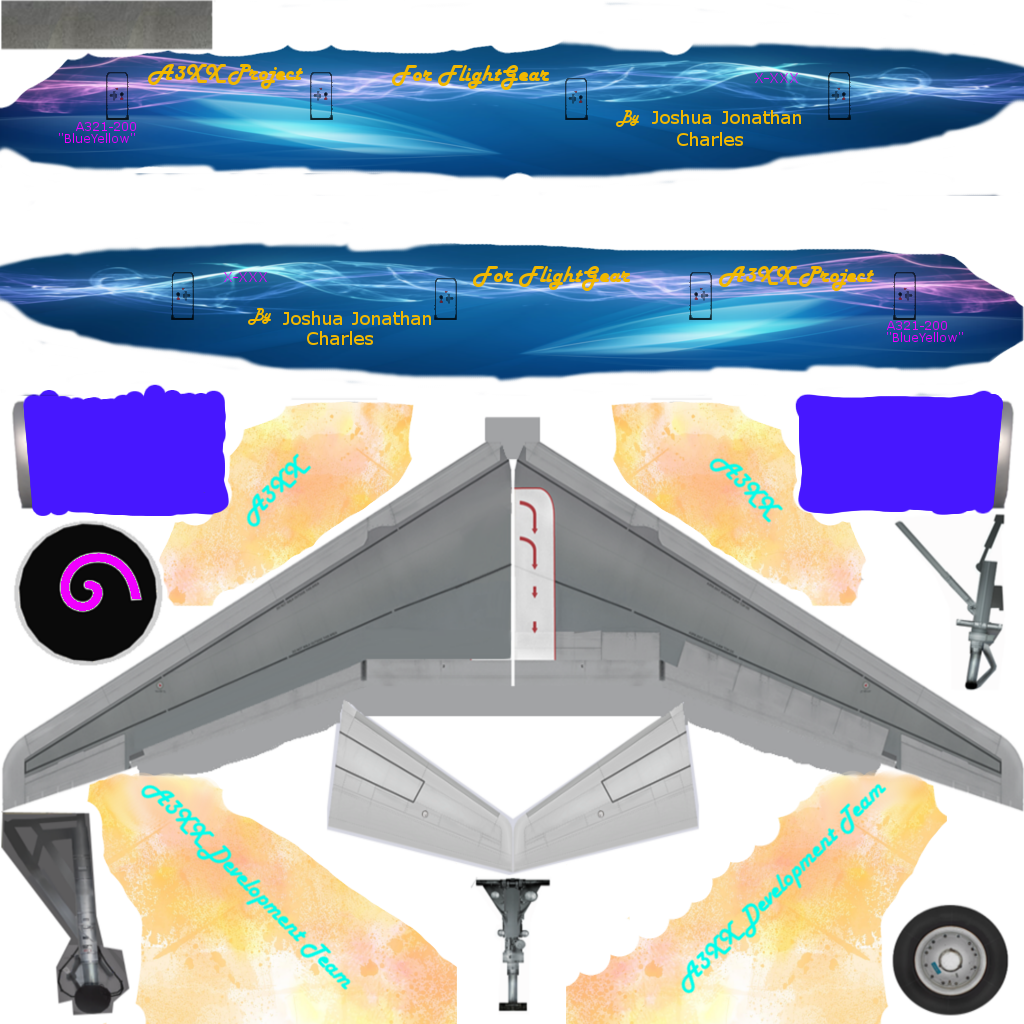 A3XX Project
For FlightGear
X-XXX
By Joshua Jonathan
Charles
A321-200
"BlueYellow"
X-XXX
For FlightGear
A3XX Project
By Joshua Jonathan
Charles
A321-200
"BlueYellow"
A3XX
A3XX
A3XX Development Team
A3XX Development Team